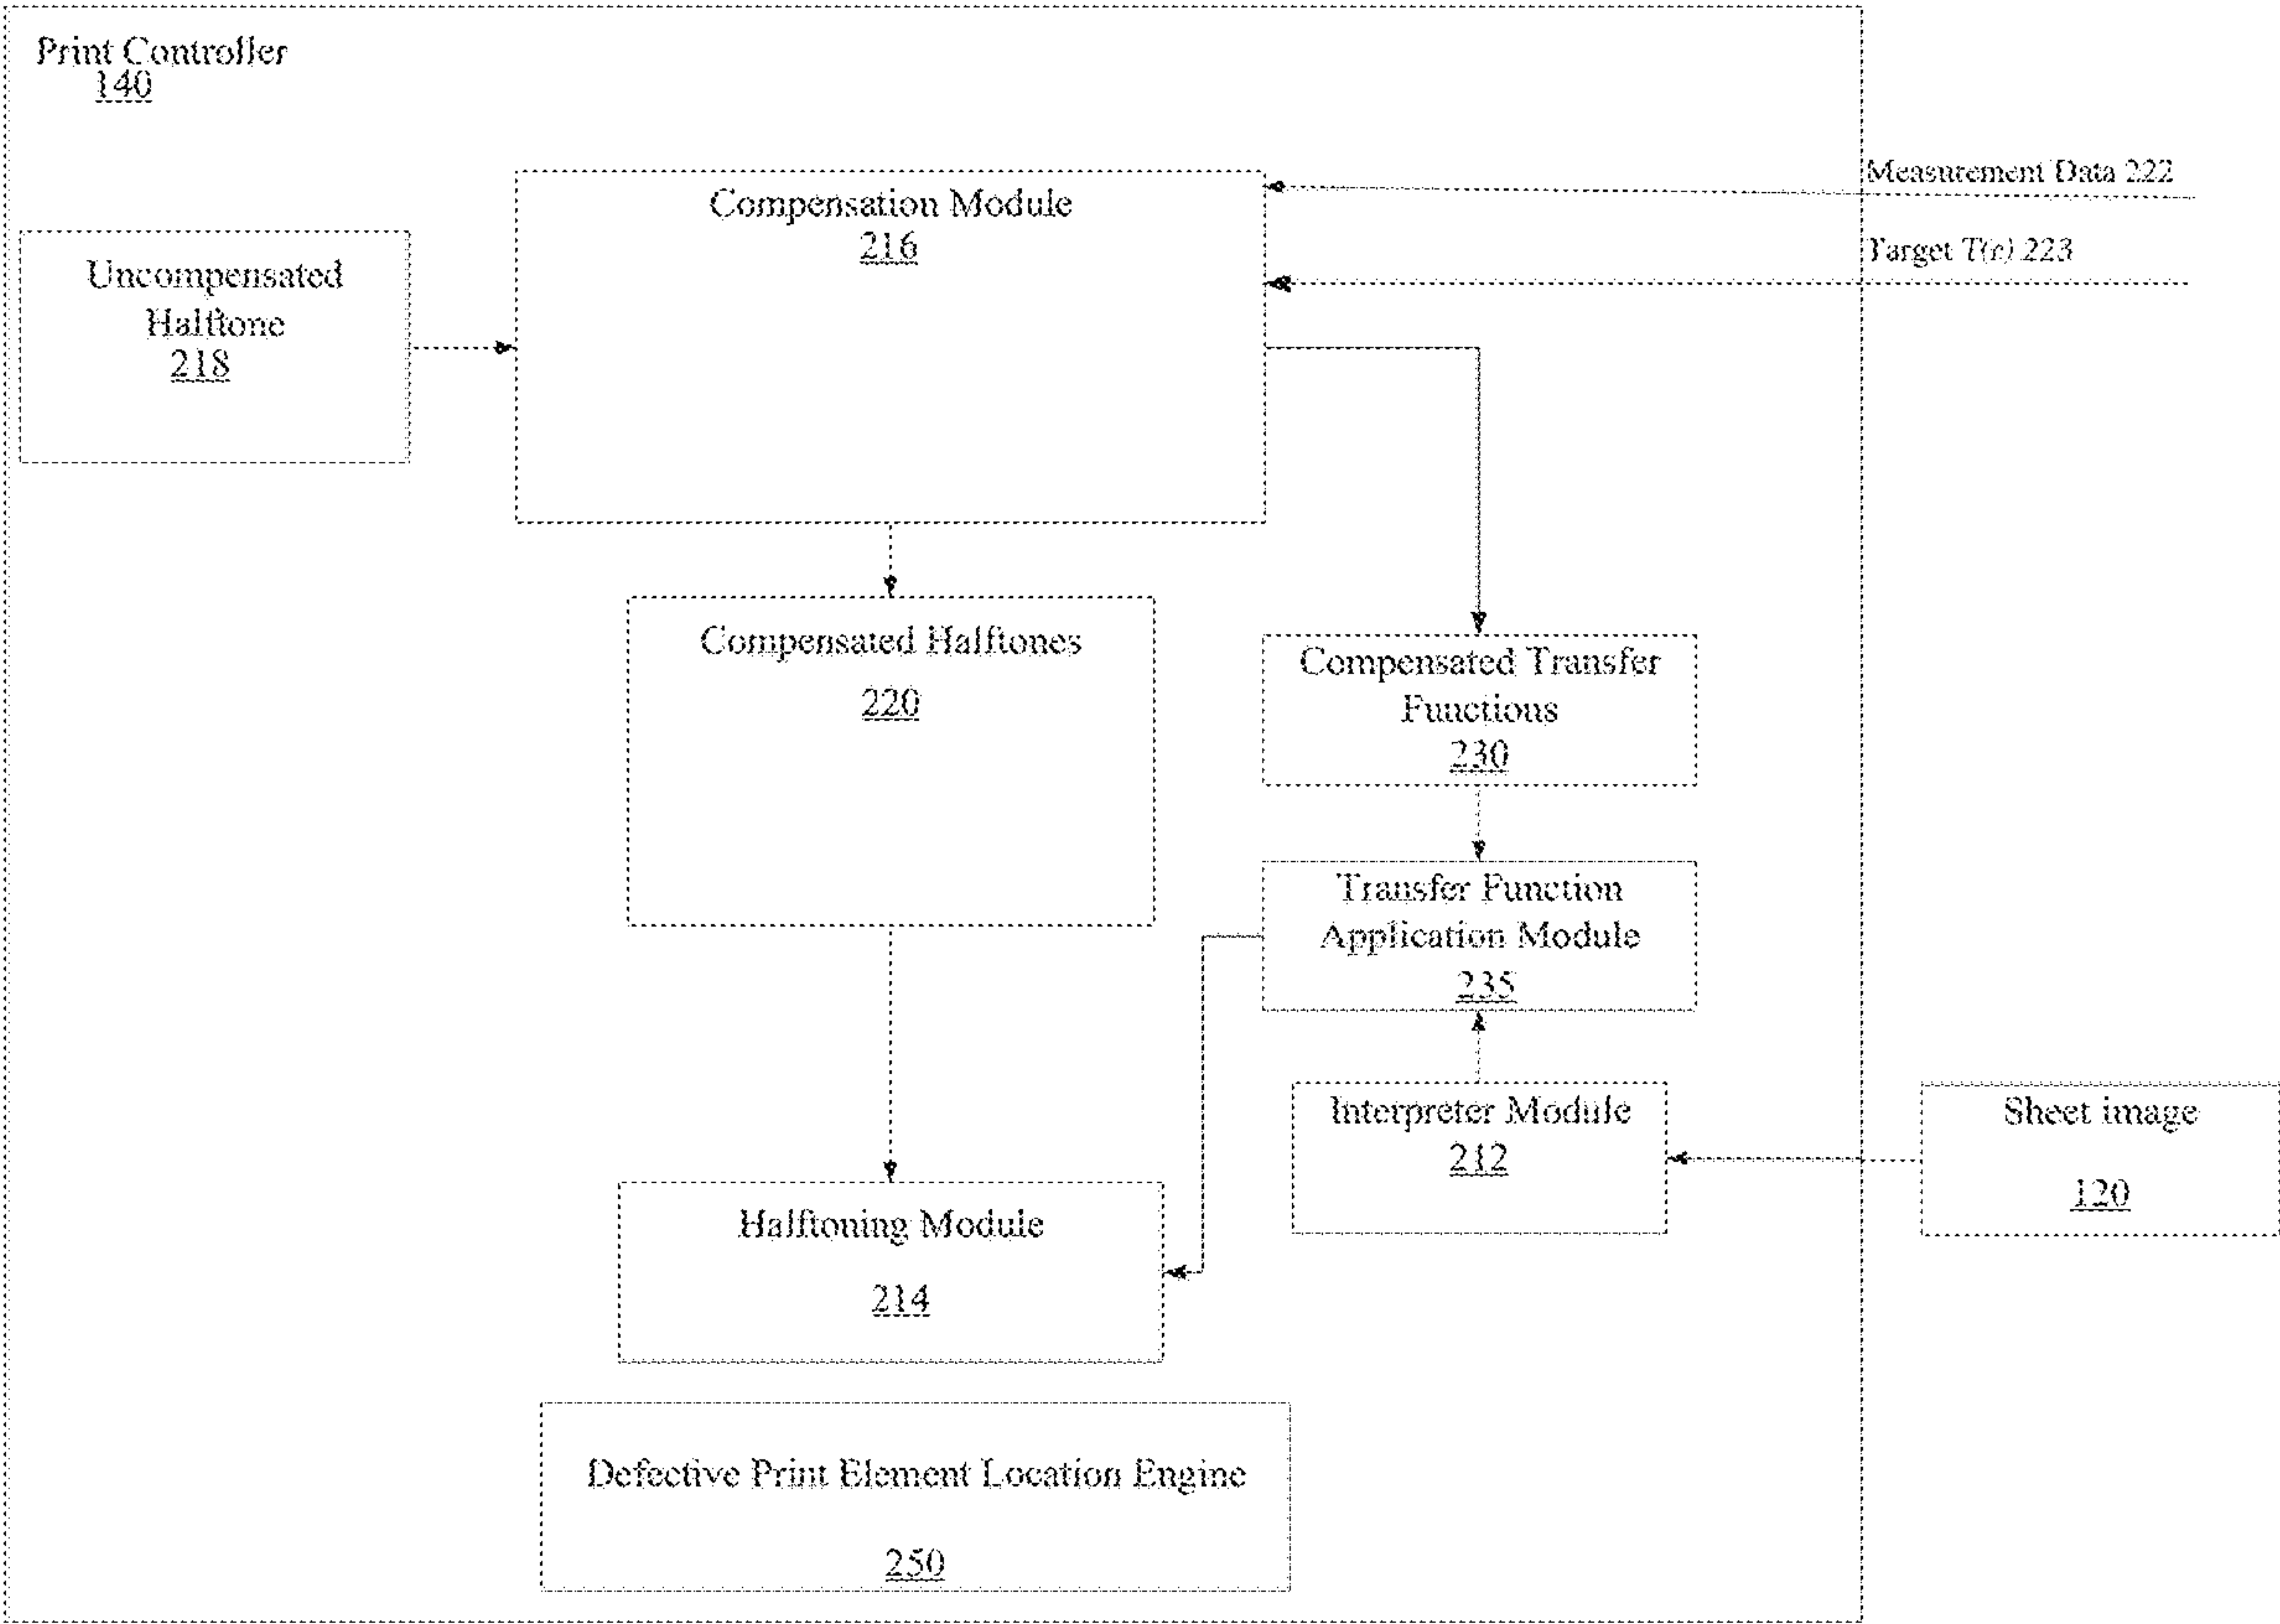 Print Controller
140
Measurement Data 222
Compensation Module
216
Target T(r) 223
Uncompensated
Halftone
218
Compensated Halftones
220
Compensated Transfer
Functions
230
Transfer Function
Application Module
235
Interpreter Module
212
Sheet image
120
Halftoning Module
214
Defective Print Element Location Engine
250